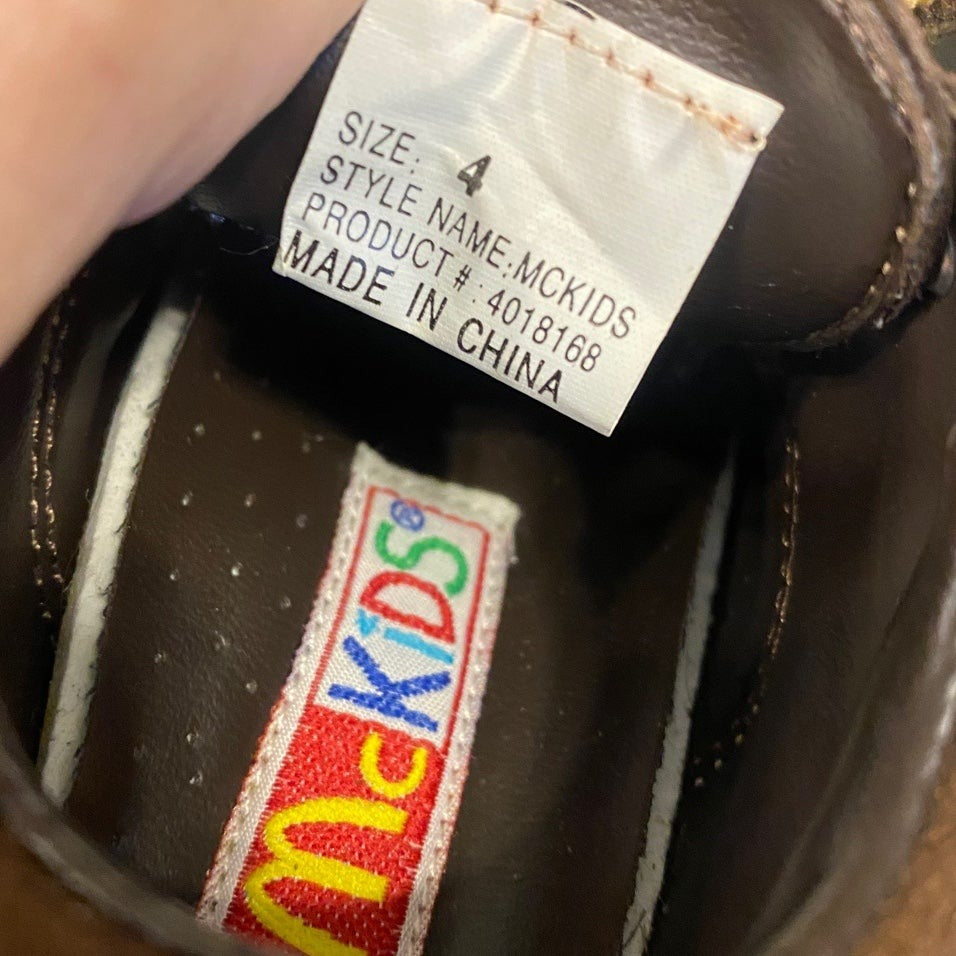 SIZE: 4
STYLE NAME:MCKIDS
PRODUCT #: 4018168
MADE IN CHINA
McKiDS®